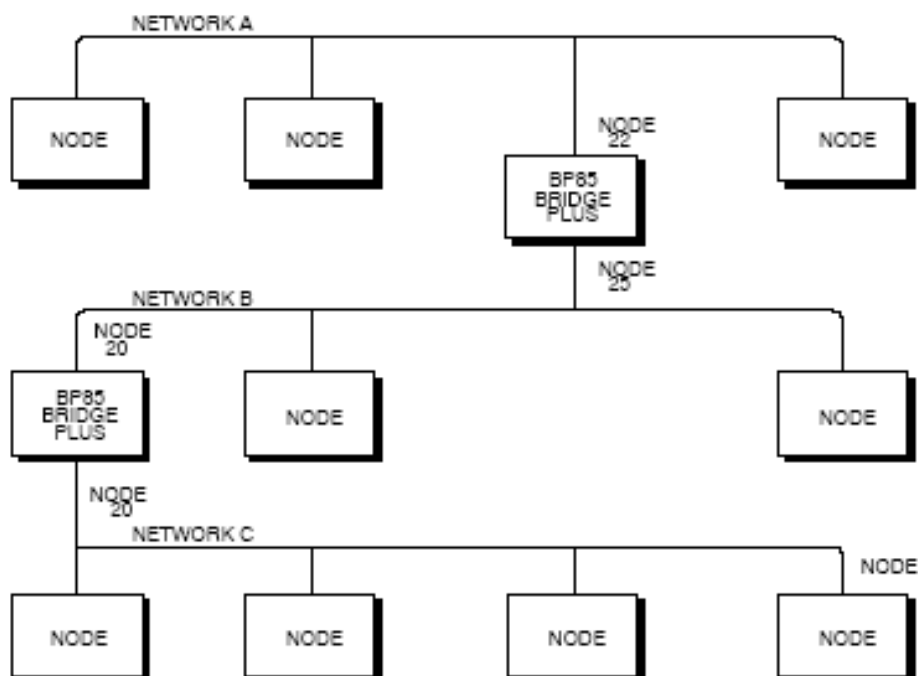 NETWORK A
NODE
NODE
NODE
NODE
22
BP85
BRIDGE
PLUS
NODE
25
NETWORK B
NODE
20
BP85
BRIDGE
PLUS
NODE
NODE
NODE
20
NETWORK C
NODE
NODE
NODE
NODE
NODE